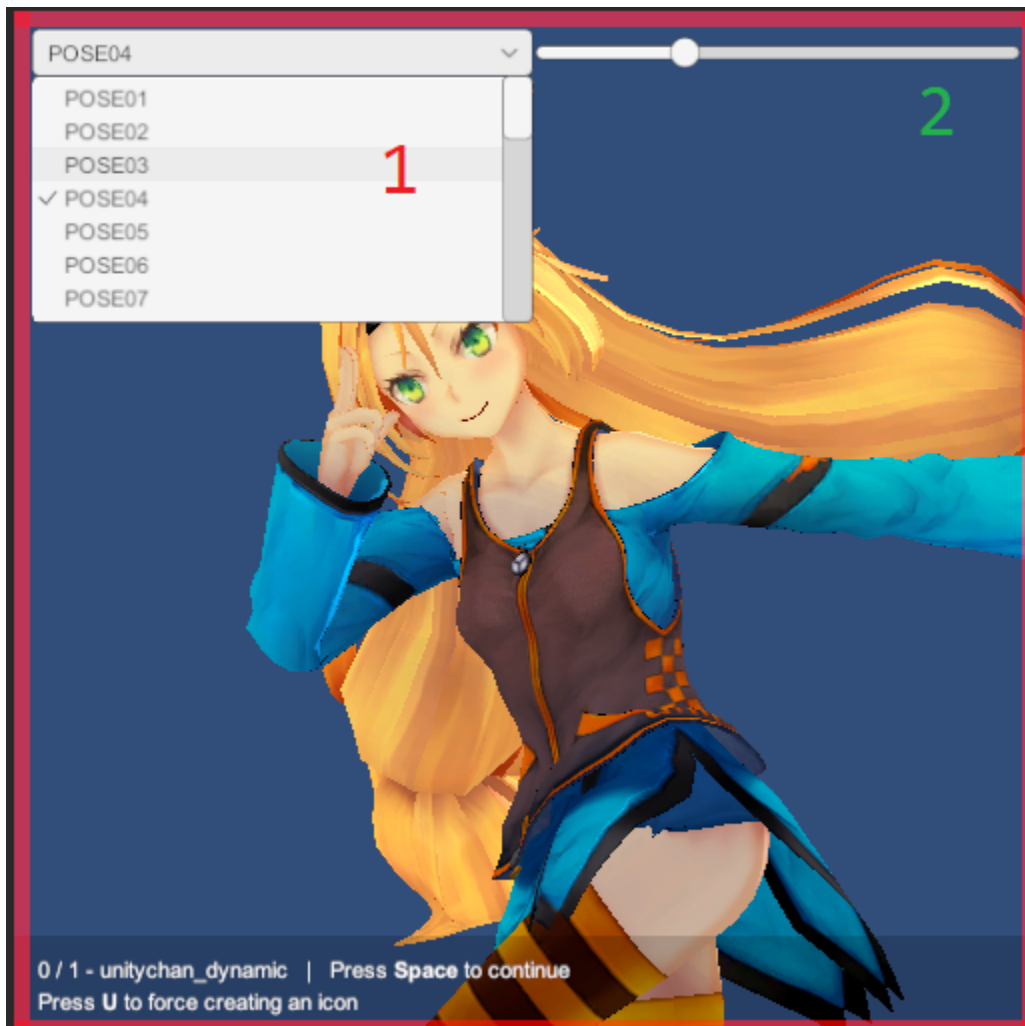 POSE04
POSE01
POSE02
POSE03
POSE04
POSE05
POSE06
POSE07
1
2
0 / 1 - unitychan_dynamic | Press Space to continue
Press U to force creating an icon